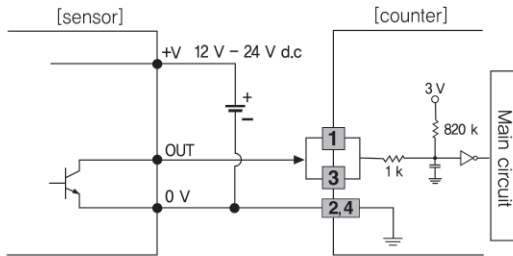 [sensor]
[counter]
+V 12 V – 24 V d.c
+
−
3 V
820 k
1
OUT
1 k
3
0 V
2,4
Main circuit